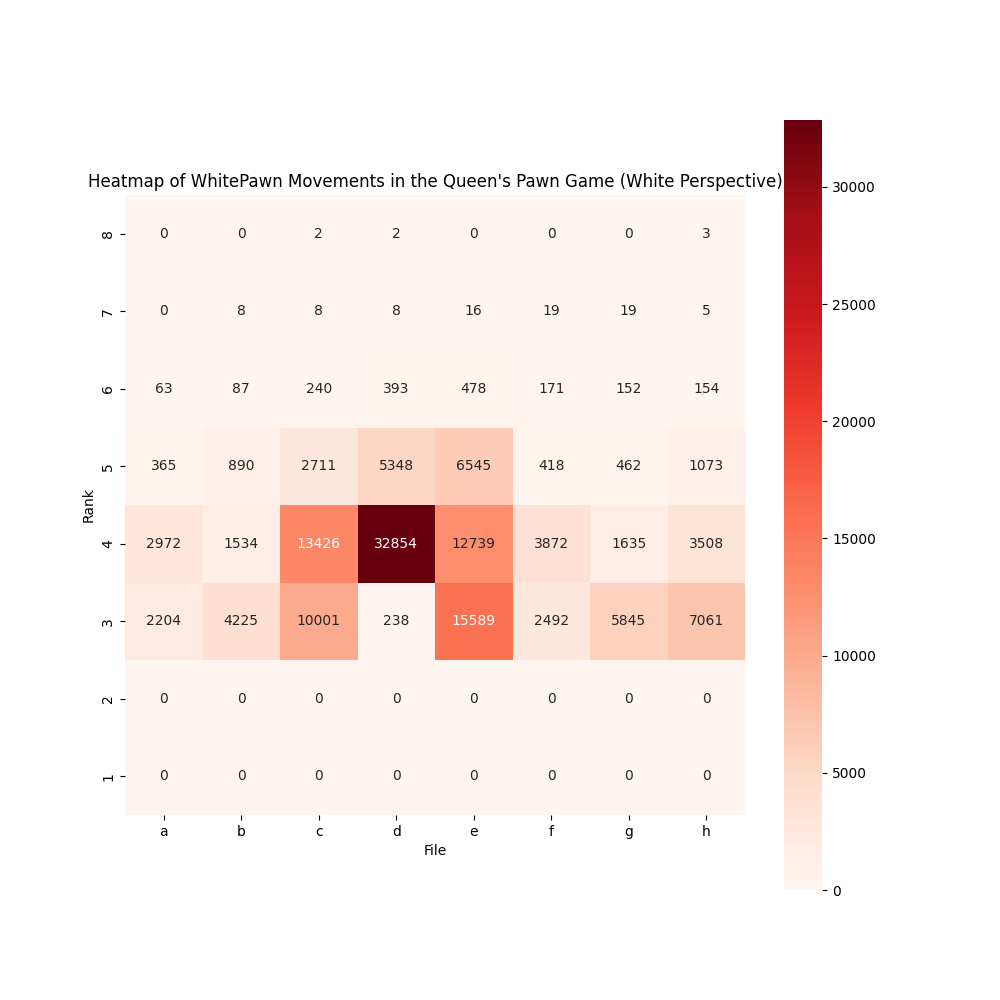 Heatmap of WhitePawn Movements in the Queen's Pawn Game (White Perspective)
8 0 0 2 2 0 0 0 3
7 0 8 8 8 16 19 19 5
6 63 87 240 393 478 171 152 154
5 365 890 2711 5348 6545 418 462 1073
Rank
4 2972 1534 13426 32854 12739 3872 1635 3508
3 2204 4225 10001 238 15589 2492 5845 7061
2 0 0 0 0 0 0 0 0
1 0 0 0 0 0 0 0 0
a b c d e f g h
File
30000
25000
20000
15000
10000
5000
0